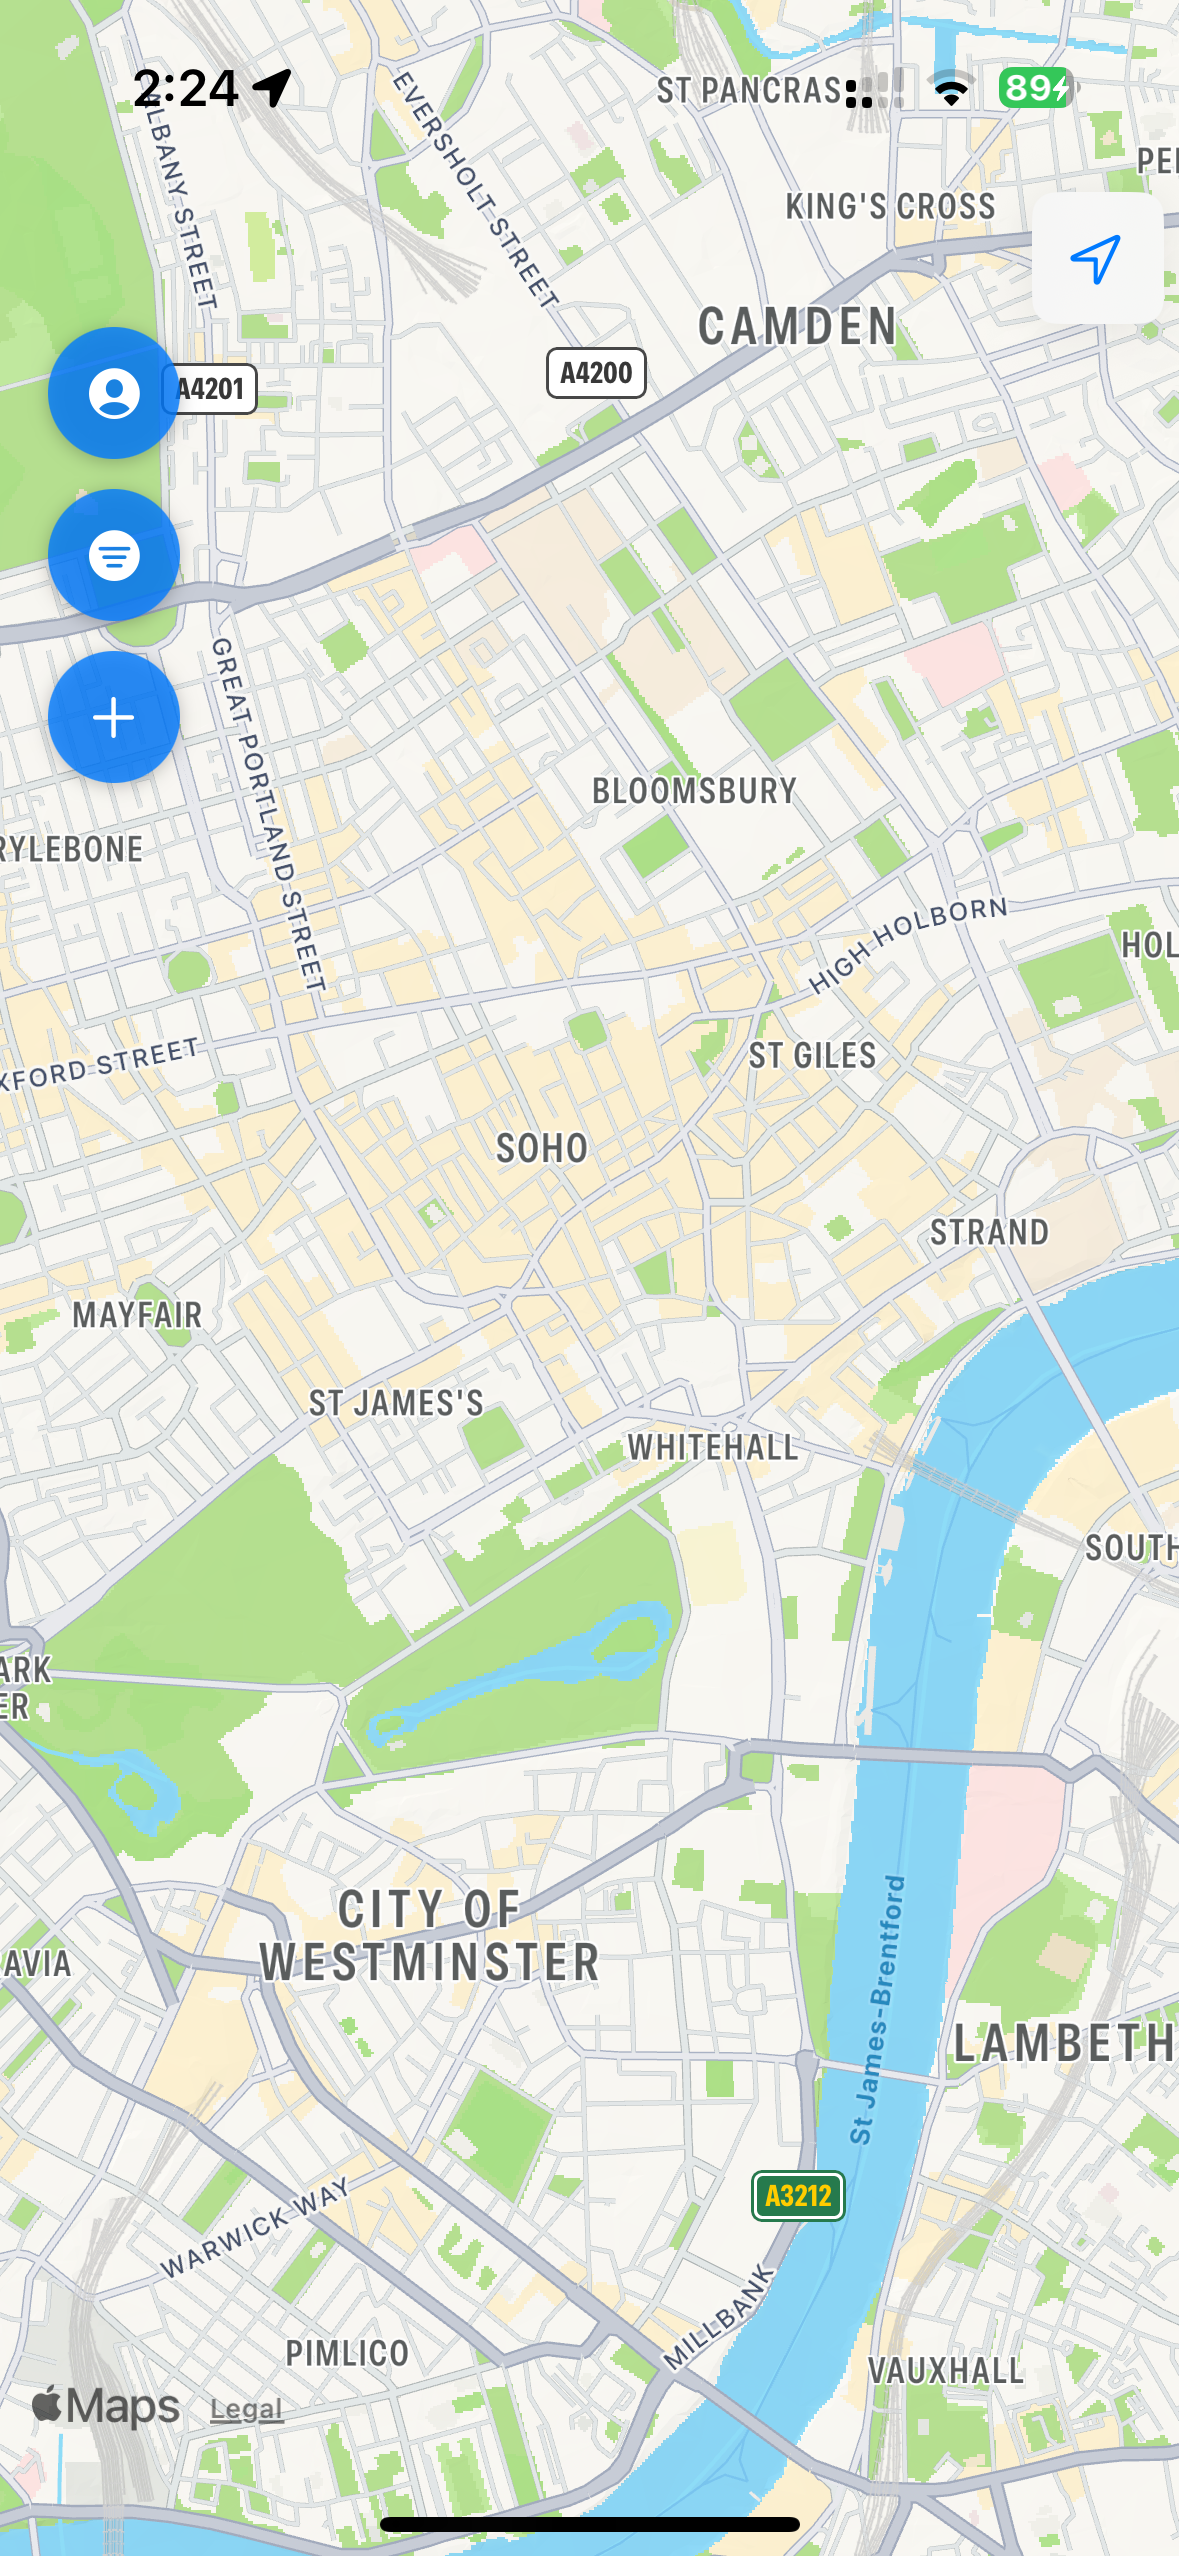 2:24
ST PANCRAS
89
ALBANY STREET
EVERSHOLT STREET
KING'S CROSS
CAMDEN
A4201
A4200
GREAT PORTLAND STREET
BLOOMSBURY
RYLEBONE
HIGH HOLBORN
HOL
XFORD STREET
ST GILES
SOHO
STRAND
MAYFAIR
ST JAMES'S
WHITEHALL
SOUTH
ARK
ER
CITY OF
WESTMINSTER
AVIA
St James-Brentford
LAMBETH
A3212
WARWICK WAY
MILLBANK
PIMLICO
VAUXHALL
Maps
Legal